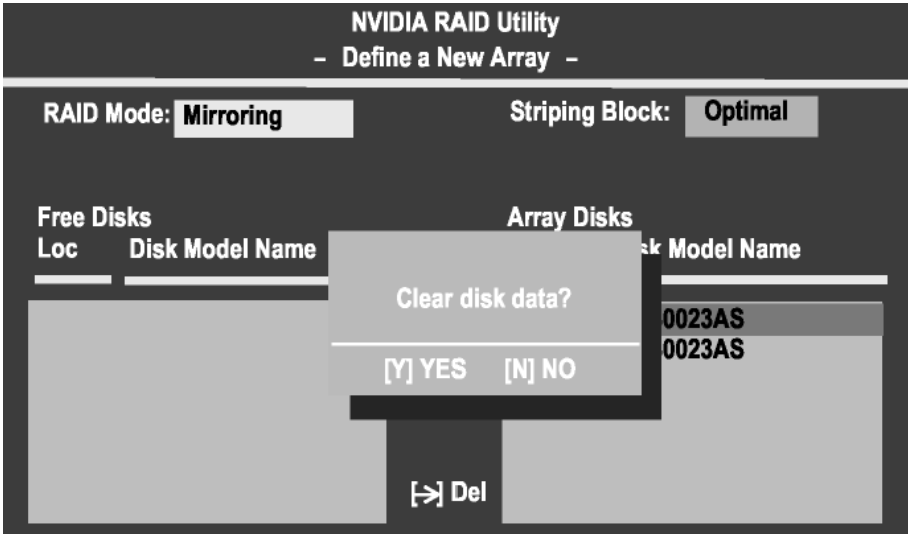 NVIDIA RAID Utility
– Define a New Array –
RAID Mode: Mirroring Striping Block: Optimal
Free Disks Array Disks
Loc Disk Model Name Model Name
Clear disk data?
0023AS
[Y] YES [N] NO
0023AS
[->] Del